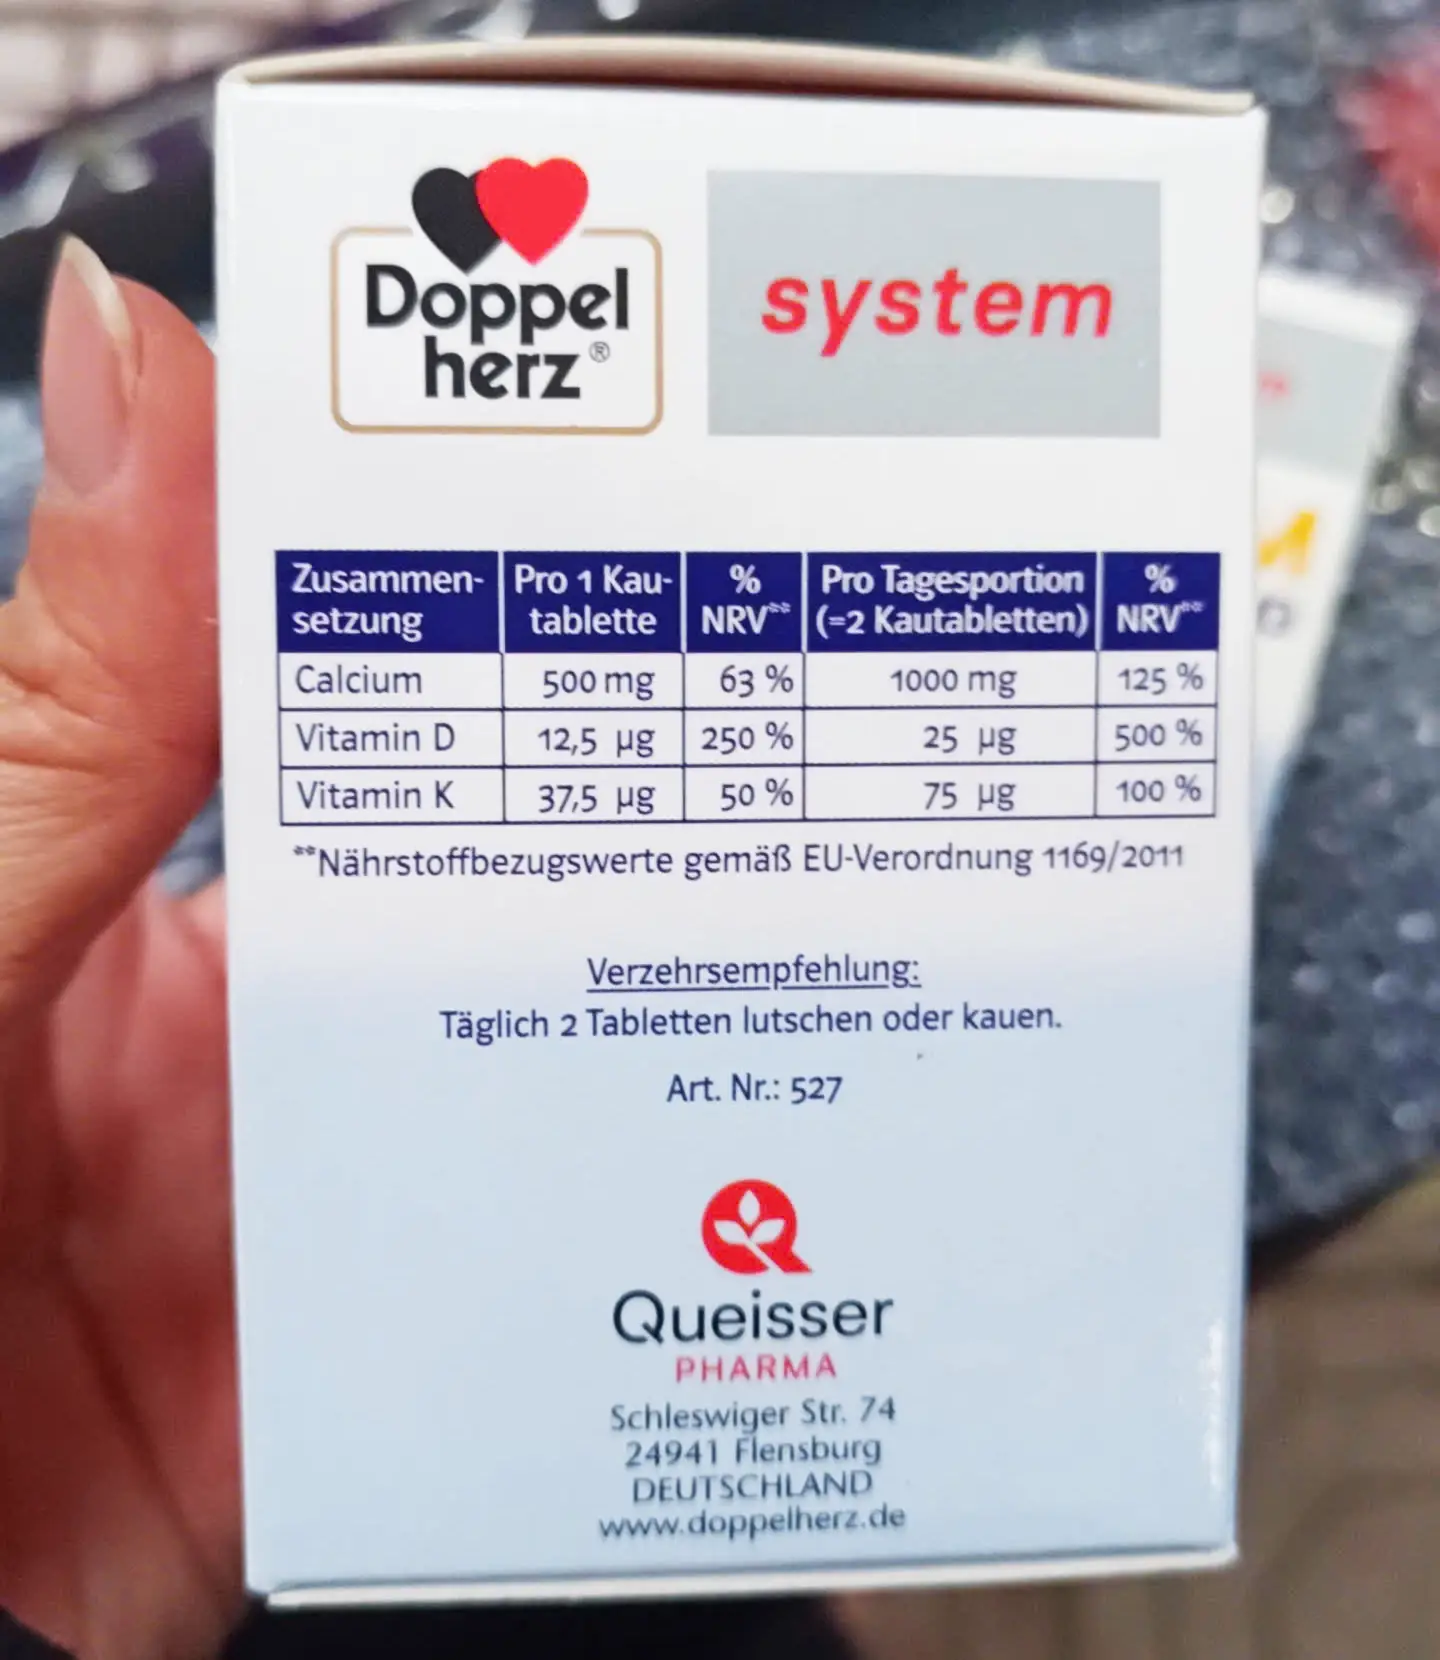 Doppel
herz®
system
Zusammen- Pro 1 Kau- % Pro Tagesportion %
setzung tablette NRV** (=2 Kautabletten) NRV**
Calcium 500 mg 63 % 1000 mg 125 %
Vitamin D 12,5 µg 250 % 25 µg 500 %
Vitamin K 37,5 µg 50 % 75 µg 100 %
**Nährstoffbezugswerte gemäß EU-Verordnung 1169/2011
Verzehrsempfehlung:
Täglich 2 Tabletten lutschen oder kauen.
Art. Nr.: 527
Queisser
PHARMA
Schleswiger Str. 74
24941 Flensburg
DEUTSCHLAND
www.doppelherz.de